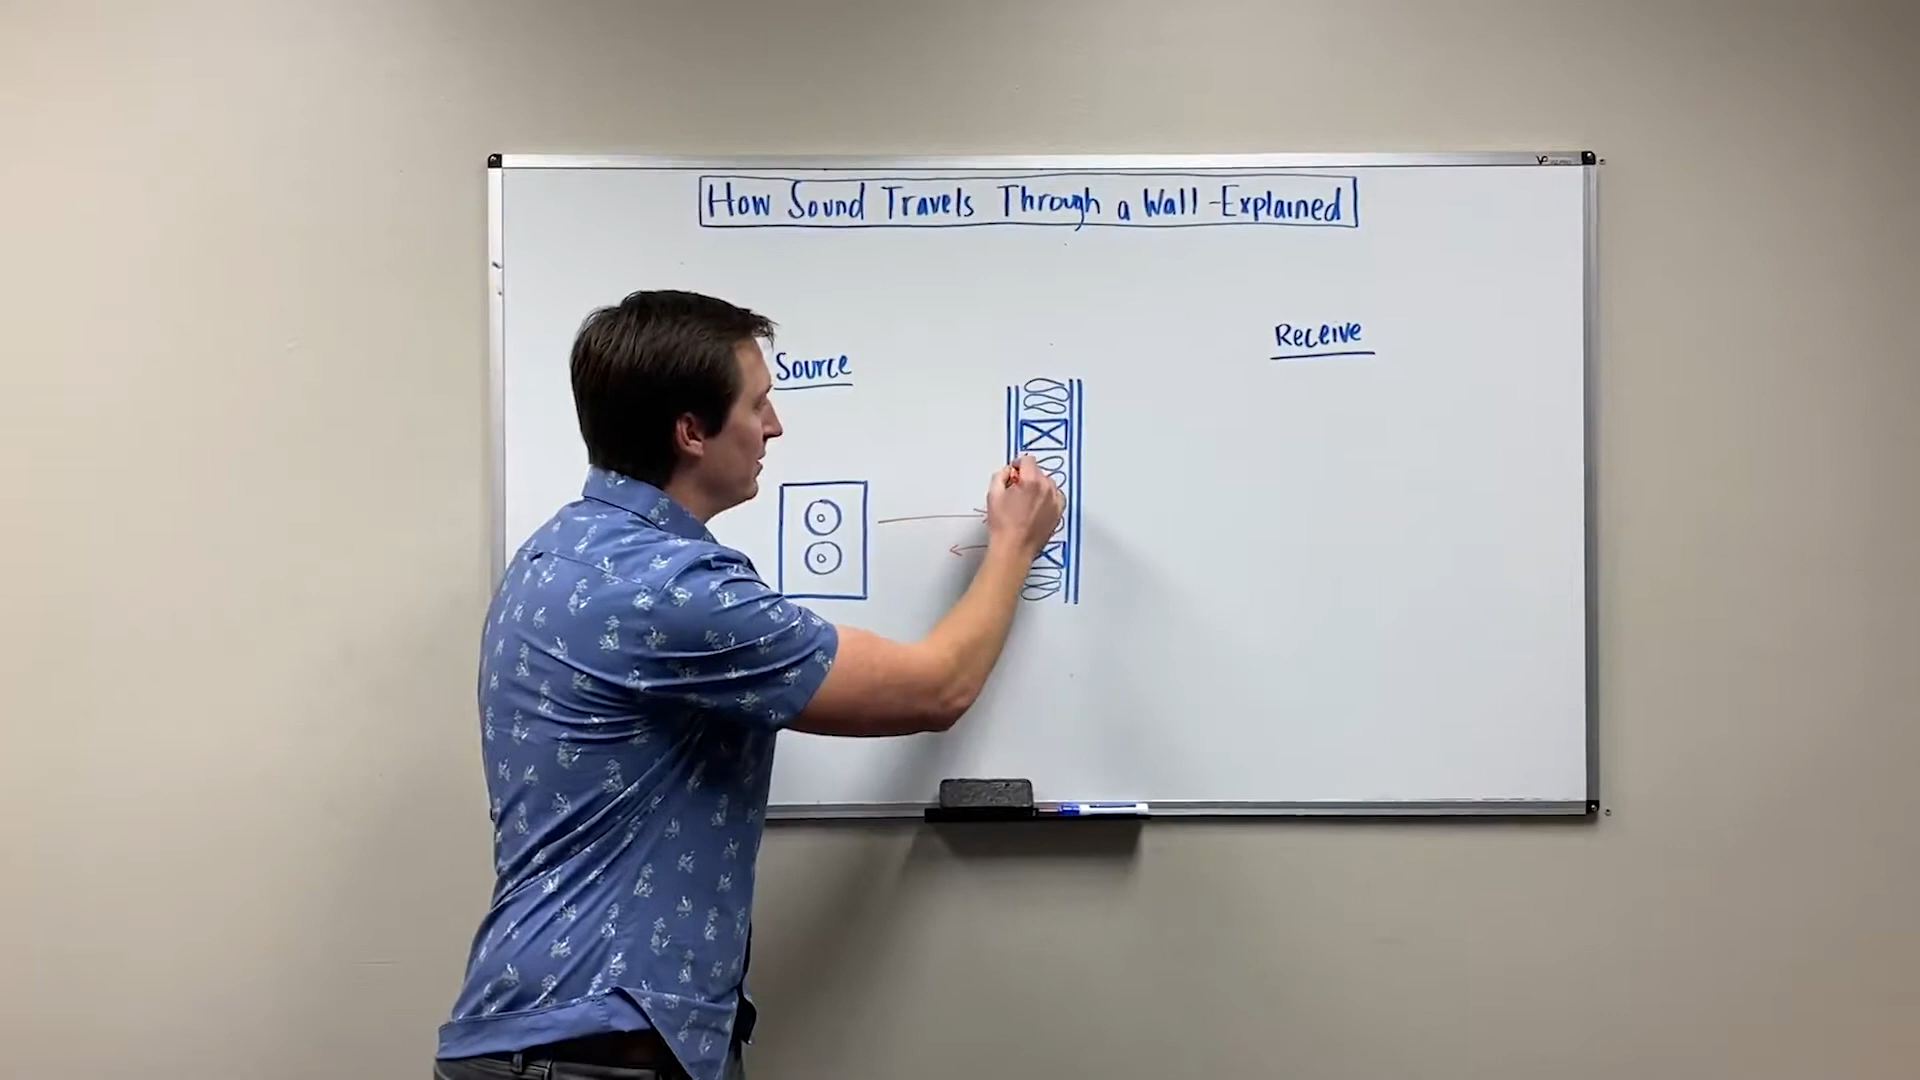 How Sound Travels Through a Wall - Explained
Source
Receive